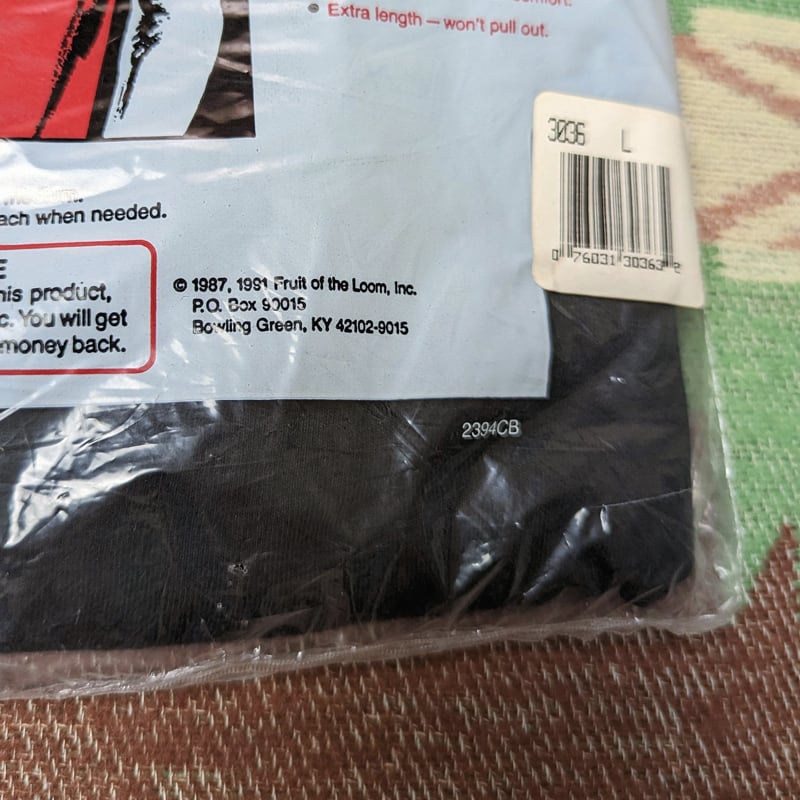 Extra length — won't pull out.
3036 L
0 76031 30363 2
ach when needed.
E
his product,
c. You will get
money back.
© 1987, 1991 Fruit of the Loom, Inc.
P.O. Box 90015
Bowling Green, KY 42102-9015
2394CB